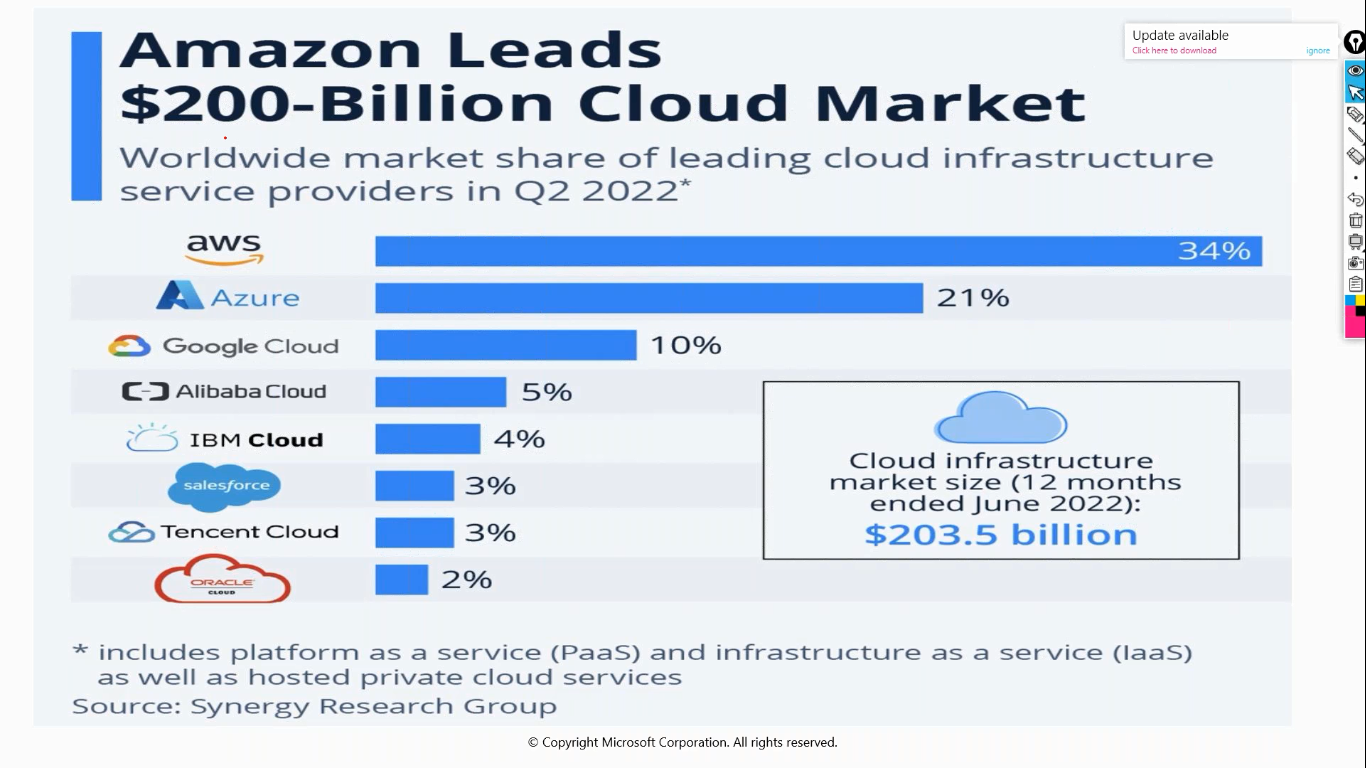 Amazon Leads
$200-Billion Cloud Market
Worldwide market share of leading cloud infrastructure
service providers in Q2 2022*
aws
34%
Azure
21%
Google Cloud
10%
Alibaba Cloud
5%
IBM Cloud
4%
salesforce
3%
Tencent Cloud
3%
ORACLE
CLOUD
2%
Cloud infrastructure
market size (12 months
ended June 2022):
$203.5 billion
* includes platform as a service (PaaS) and infrastructure as a service (IaaS)
as well as hosted private cloud services
Source: Synergy Research Group
© Copyright Microsoft Corporation. All rights reserved.
Update available
Click here to download
ignore